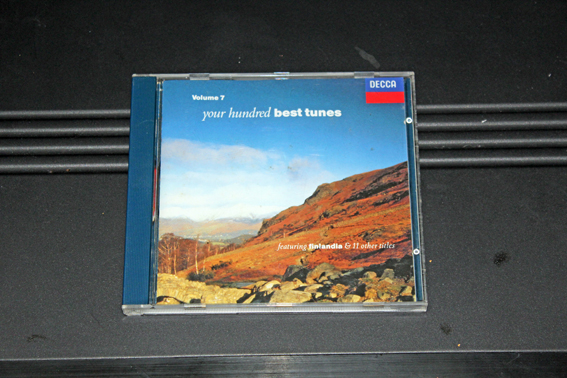 DECCA
Volume 7
your hundred best tunes
featuring finlandia & 11 other titles